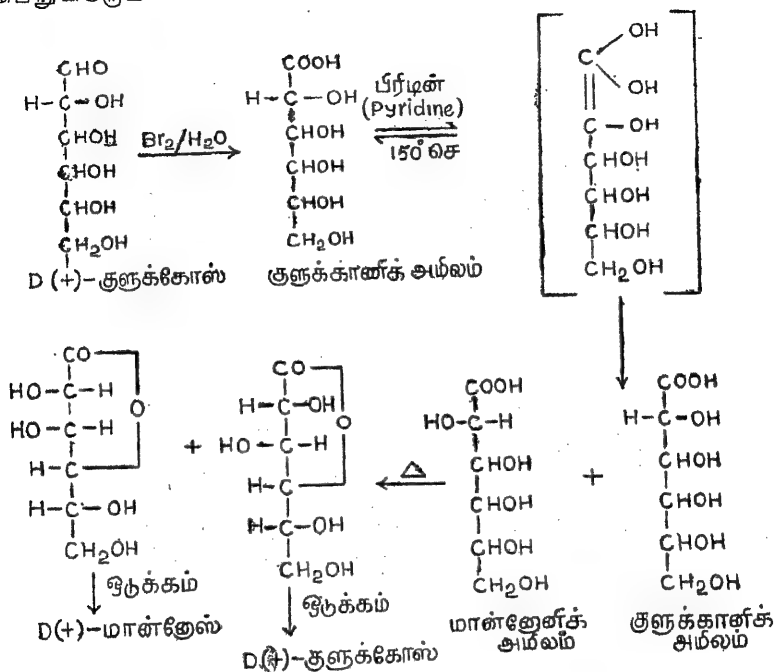 CHO
H-C-OH
CHOH
CHOH
CHOH
CH₂OH
D (+)-குளுக்கோஸ்
Br₂/H₂O
COOH
H-C-OH
CHOH
CHOH
CHOH
CH₂OH
குளுக்கானிக் அமிலம்
பிரிடின்
(Pyridine)
150° செ
C
OH
OH
C-OH
CHOH
CHOH
CHOH
CH₂OH
CO
HO-C-H
O
HO-C-H
H-C
H-C-OH
CH₂OH
ஒடுக்கம்
D(+)-மான்னோஸ்
+
CO
H-C-OH
O
HO-C-H
H-C
H-C-OH
CH₂OH
ஒடுக்கம்
D(+)-குளுக்கோஸ்
△
COOH
HO-C-H
CHOH
CHOH
CHOH
CH₂OH
மான்னோனிக்
அமிலம்
+
COOH
H-C-OH
CHOH
CHOH
CHOH
CH₂OH
குளுக்கானிக்
அமிலம்